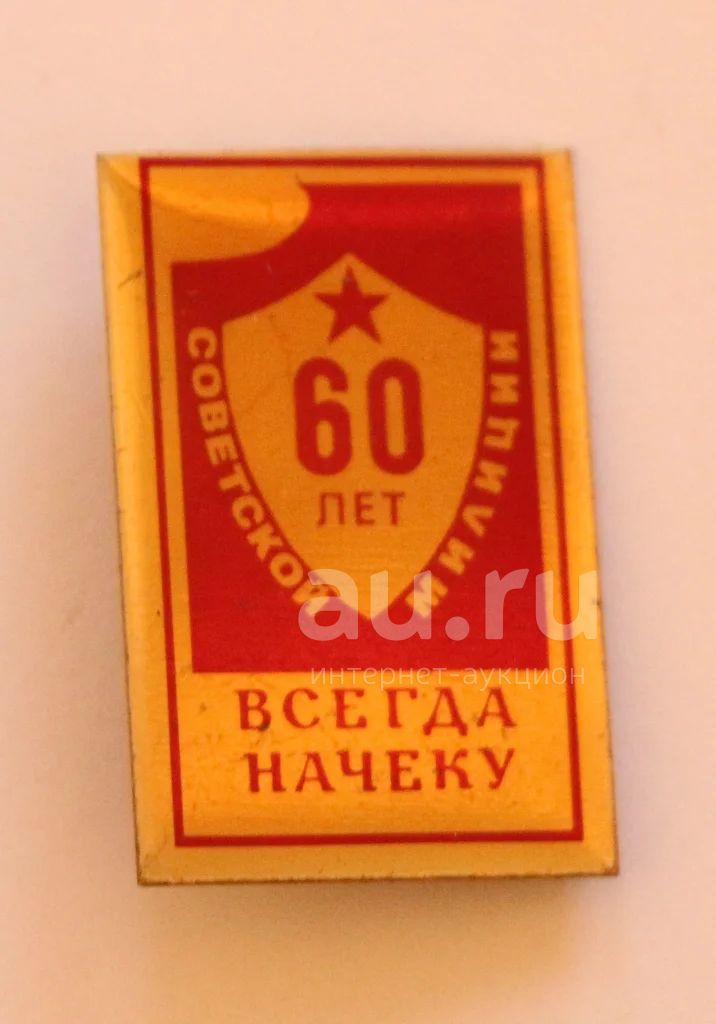 60
ЛЕТ
СОВЕТСКОЙ
МИЛИЦИИ
ВСЕГДА
НАЧЕКУ
au.ru
интернет-аукцион